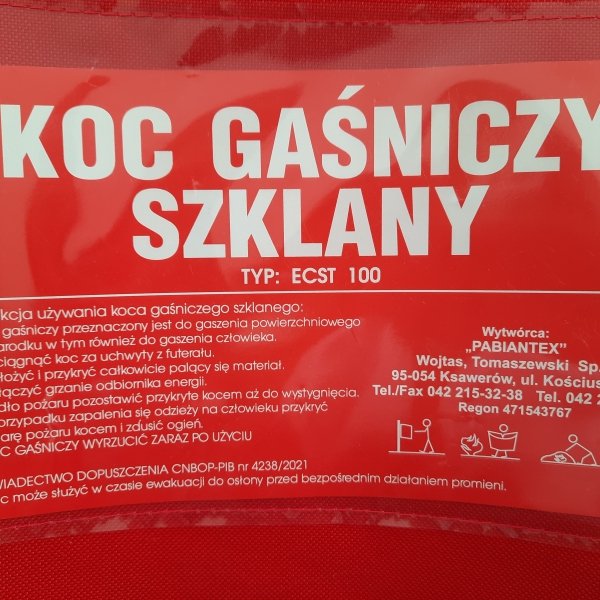 KOC GAŚNICZY
SZKLANY
TYP: ECST 100
kcja używania koca gaśniczego szklanego:
gaśniczy przeznaczony jest do gaszenia powierzchniowego
arodku w tym również do gaszenia człowieka.
ciągnąć koc za uchwyty z futerału.
łożyć i przykryć całkowicie palący się materiał.
ączyć grzanie odbiornika energii.
dło pożaru pozostawić przykryte kocem aż do wystygnięcia.
przypadku zapalenia się odzieży na człowieku przykryć
arę pożaru kocem i zdusić ogień.
C GAŚNICZY WYRZUCIĆ ZARAZ PO UŻYCIU
WIADECTWO DOPUSZCZENIA CNBOP-PIB nr 4238/2021
c może służyć w czasie ewakuacji do osłony przed bezpośrednim działaniem promieni.
Wytwórca:
„PABIANTEX”
Wojtas, Tomaszewski Sp.
95-054 Ksawerów, ul. Kościus
Tel./Fax 042 215-32-38 Tel. 042 2
Regon 471543767